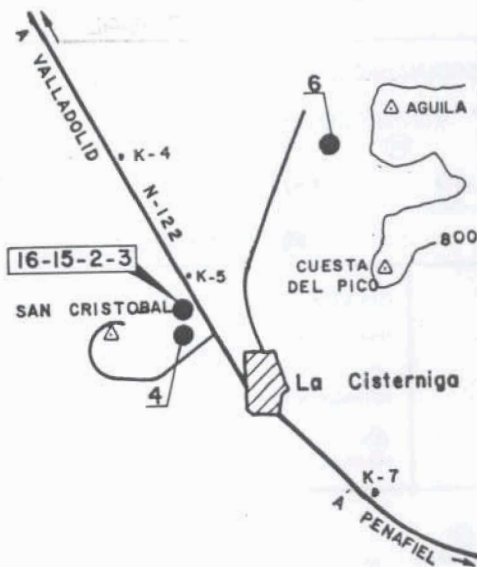 A VALLADOLID
6
AGUILA
K-4
N-122
16-15-2-3
K-5
800
CUESTA
DEL PICO
SAN CRISTOBAL
4
La Cisterniga
K-7
A PEÑAFIEL